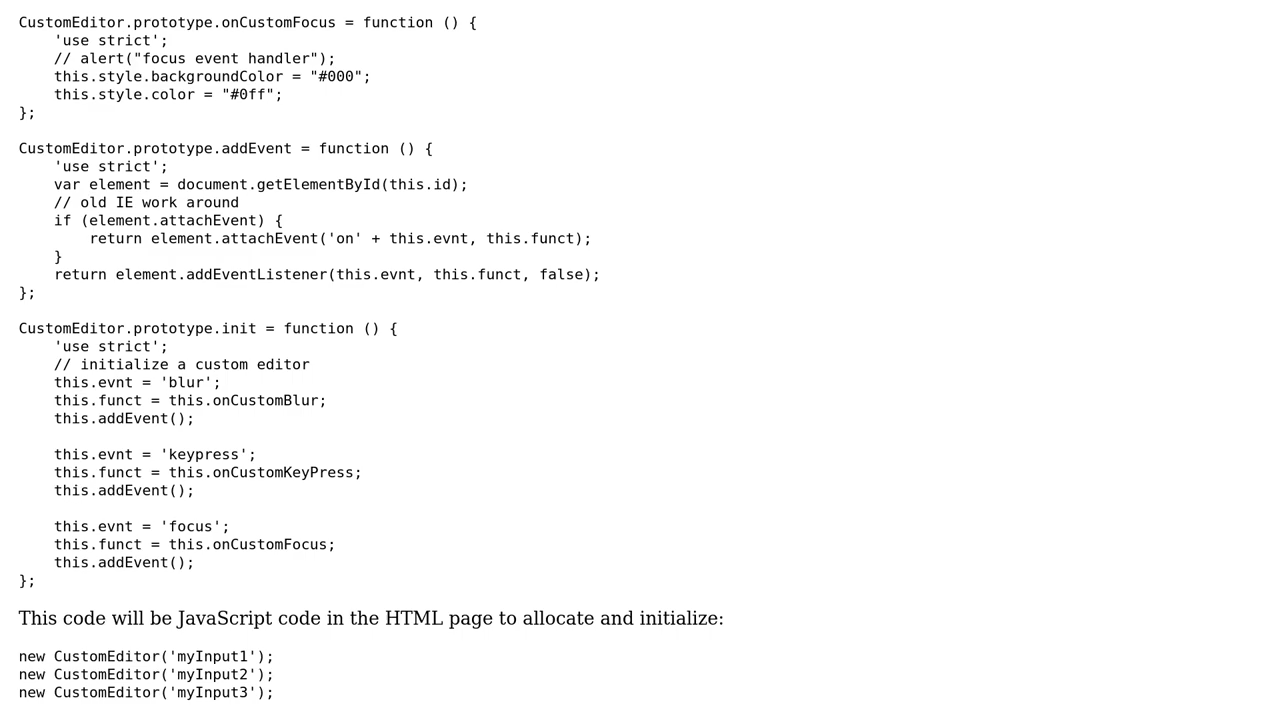 CustomEditor.prototype.onCustomFocus = function () {
    'use strict';
    // alert("focus event handler");
    this.style.backgroundColor = "#000";
    this.style.color = "#0ff";
};

CustomEditor.prototype.addEvent = function () {
    'use strict';
    var element = document.getElementById(this.id);
    // old IE work around
    if (element.attachEvent) {
        return element.attachEvent('on' + this.evnt, this.funct);
    }
    return element.addEventListener(this.evnt, this.funct, false);
};

CustomEditor.prototype.init = function () {
    'use strict';
    // initialize a custom editor
    this.evnt = 'blur';
    this.funct = this.onCustomBlur;
    this.addEvent();

    this.evnt = 'keypress';
    this.funct = this.onCustomKeyPress;
    this.addEvent();

    this.evnt = 'focus';
    this.funct = this.onCustomFocus;
    this.addEvent();
};
This code will be JavaScript code in the HTML page to allocate and initialize:
new CustomEditor('myInput1');
new CustomEditor('myInput2');
new CustomEditor('myInput3');